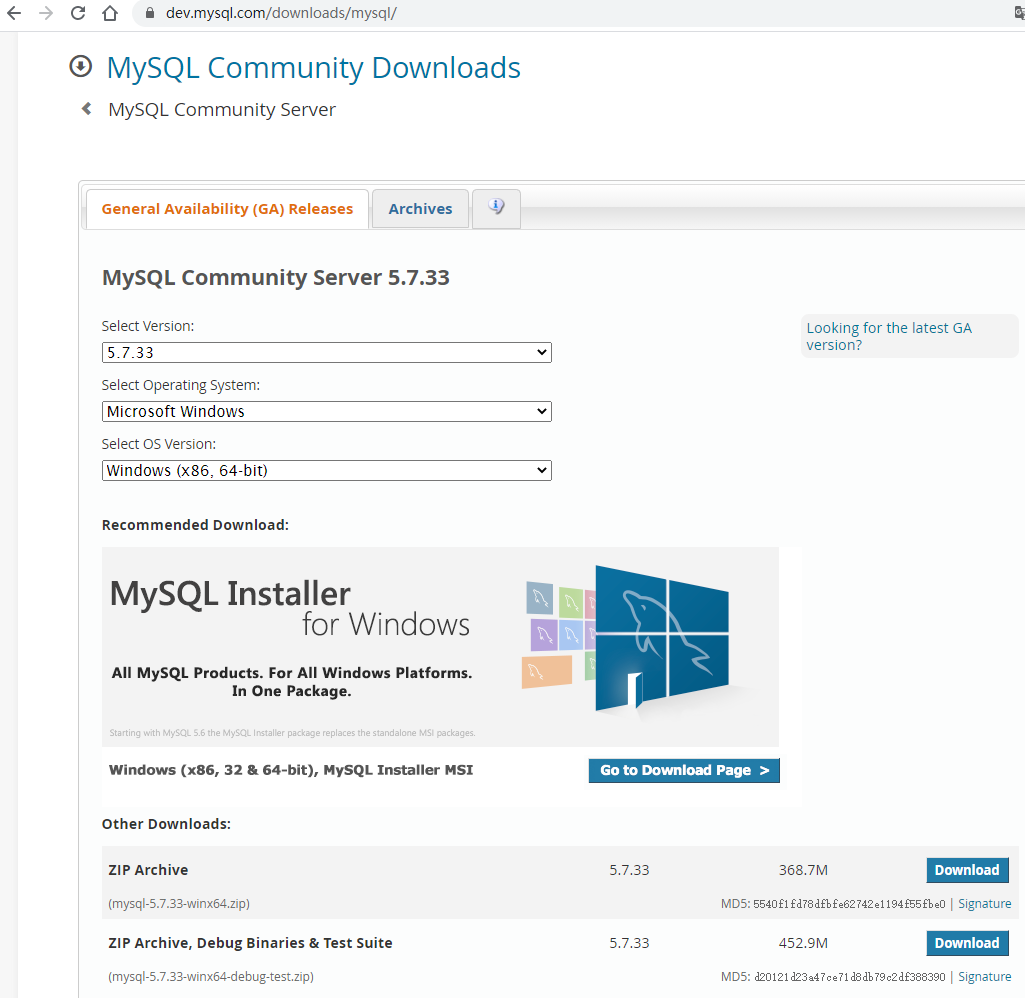 dev.mysql.com/downloads/mysql/
MySQL Community Downloads
MySQL Community Server
General Availability (GA) Releases
Archives
MySQL Community Server 5.7.33
Select Version:
Looking for the latest GA
version?
5.7.33
Select Operating System:
Microsoft Windows
Select OS Version:
Windows (x86, 64-bit)
Recommended Download:
MySQL Installer
for Windows
All MySQL Products. For All Windows Platforms.
In One Package.
Starting with MySQL 5.6 the MySQL Installer package replaces the standalone MSI packages.
Windows (x86, 32 & 64-bit), MySQL Installer MSI
Go to Download Page >
Other Downloads:
ZIP Archive 5.7.33 368.7M Download
(mysql-5.7.33-winx64.zip) MD5: 5540f1fd78dfbfe62742e1194f55fbe0 | Signature
ZIP Archive, Debug Binaries & Test Suite 5.7.33 452.9M Download
(mysql-5.7.33-winx64-debug-test.zip) MD5: d20121d23a47ce71d8db79c2df388390 | Signature